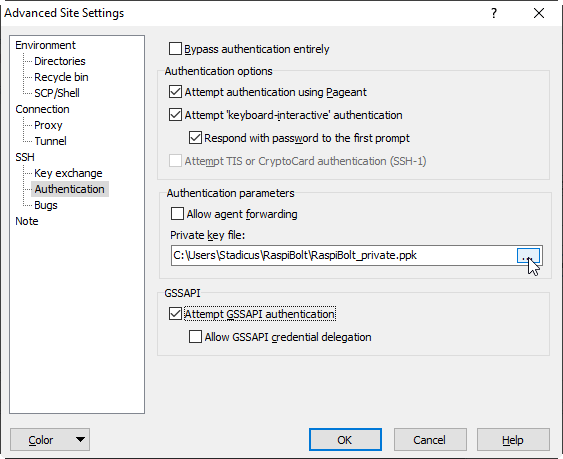 Advanced Site Settings
?
Environment
Directories
Recycle bin
SCP/Shell
Connection
Proxy
Tunnel
SSH
Key exchange
Authentication
Bugs
Note
Bypass authentication entirely
Authentication options
Attempt authentication using Pageant
Attempt 'keyboard-interactive' authentication
Respond with password to the first prompt
Attempt TIS or CryptoCard authentication (SSH-1)
Authentication parameters
Allow agent forwarding
Private key file:
C:\Users\Stadicus\RaspiBolt\RaspiBolt_private.ppk
...
GSSAPI
Attempt GSSAPI authentication
Allow GSSAPI credential delegation
Color
OK
Cancel
Help